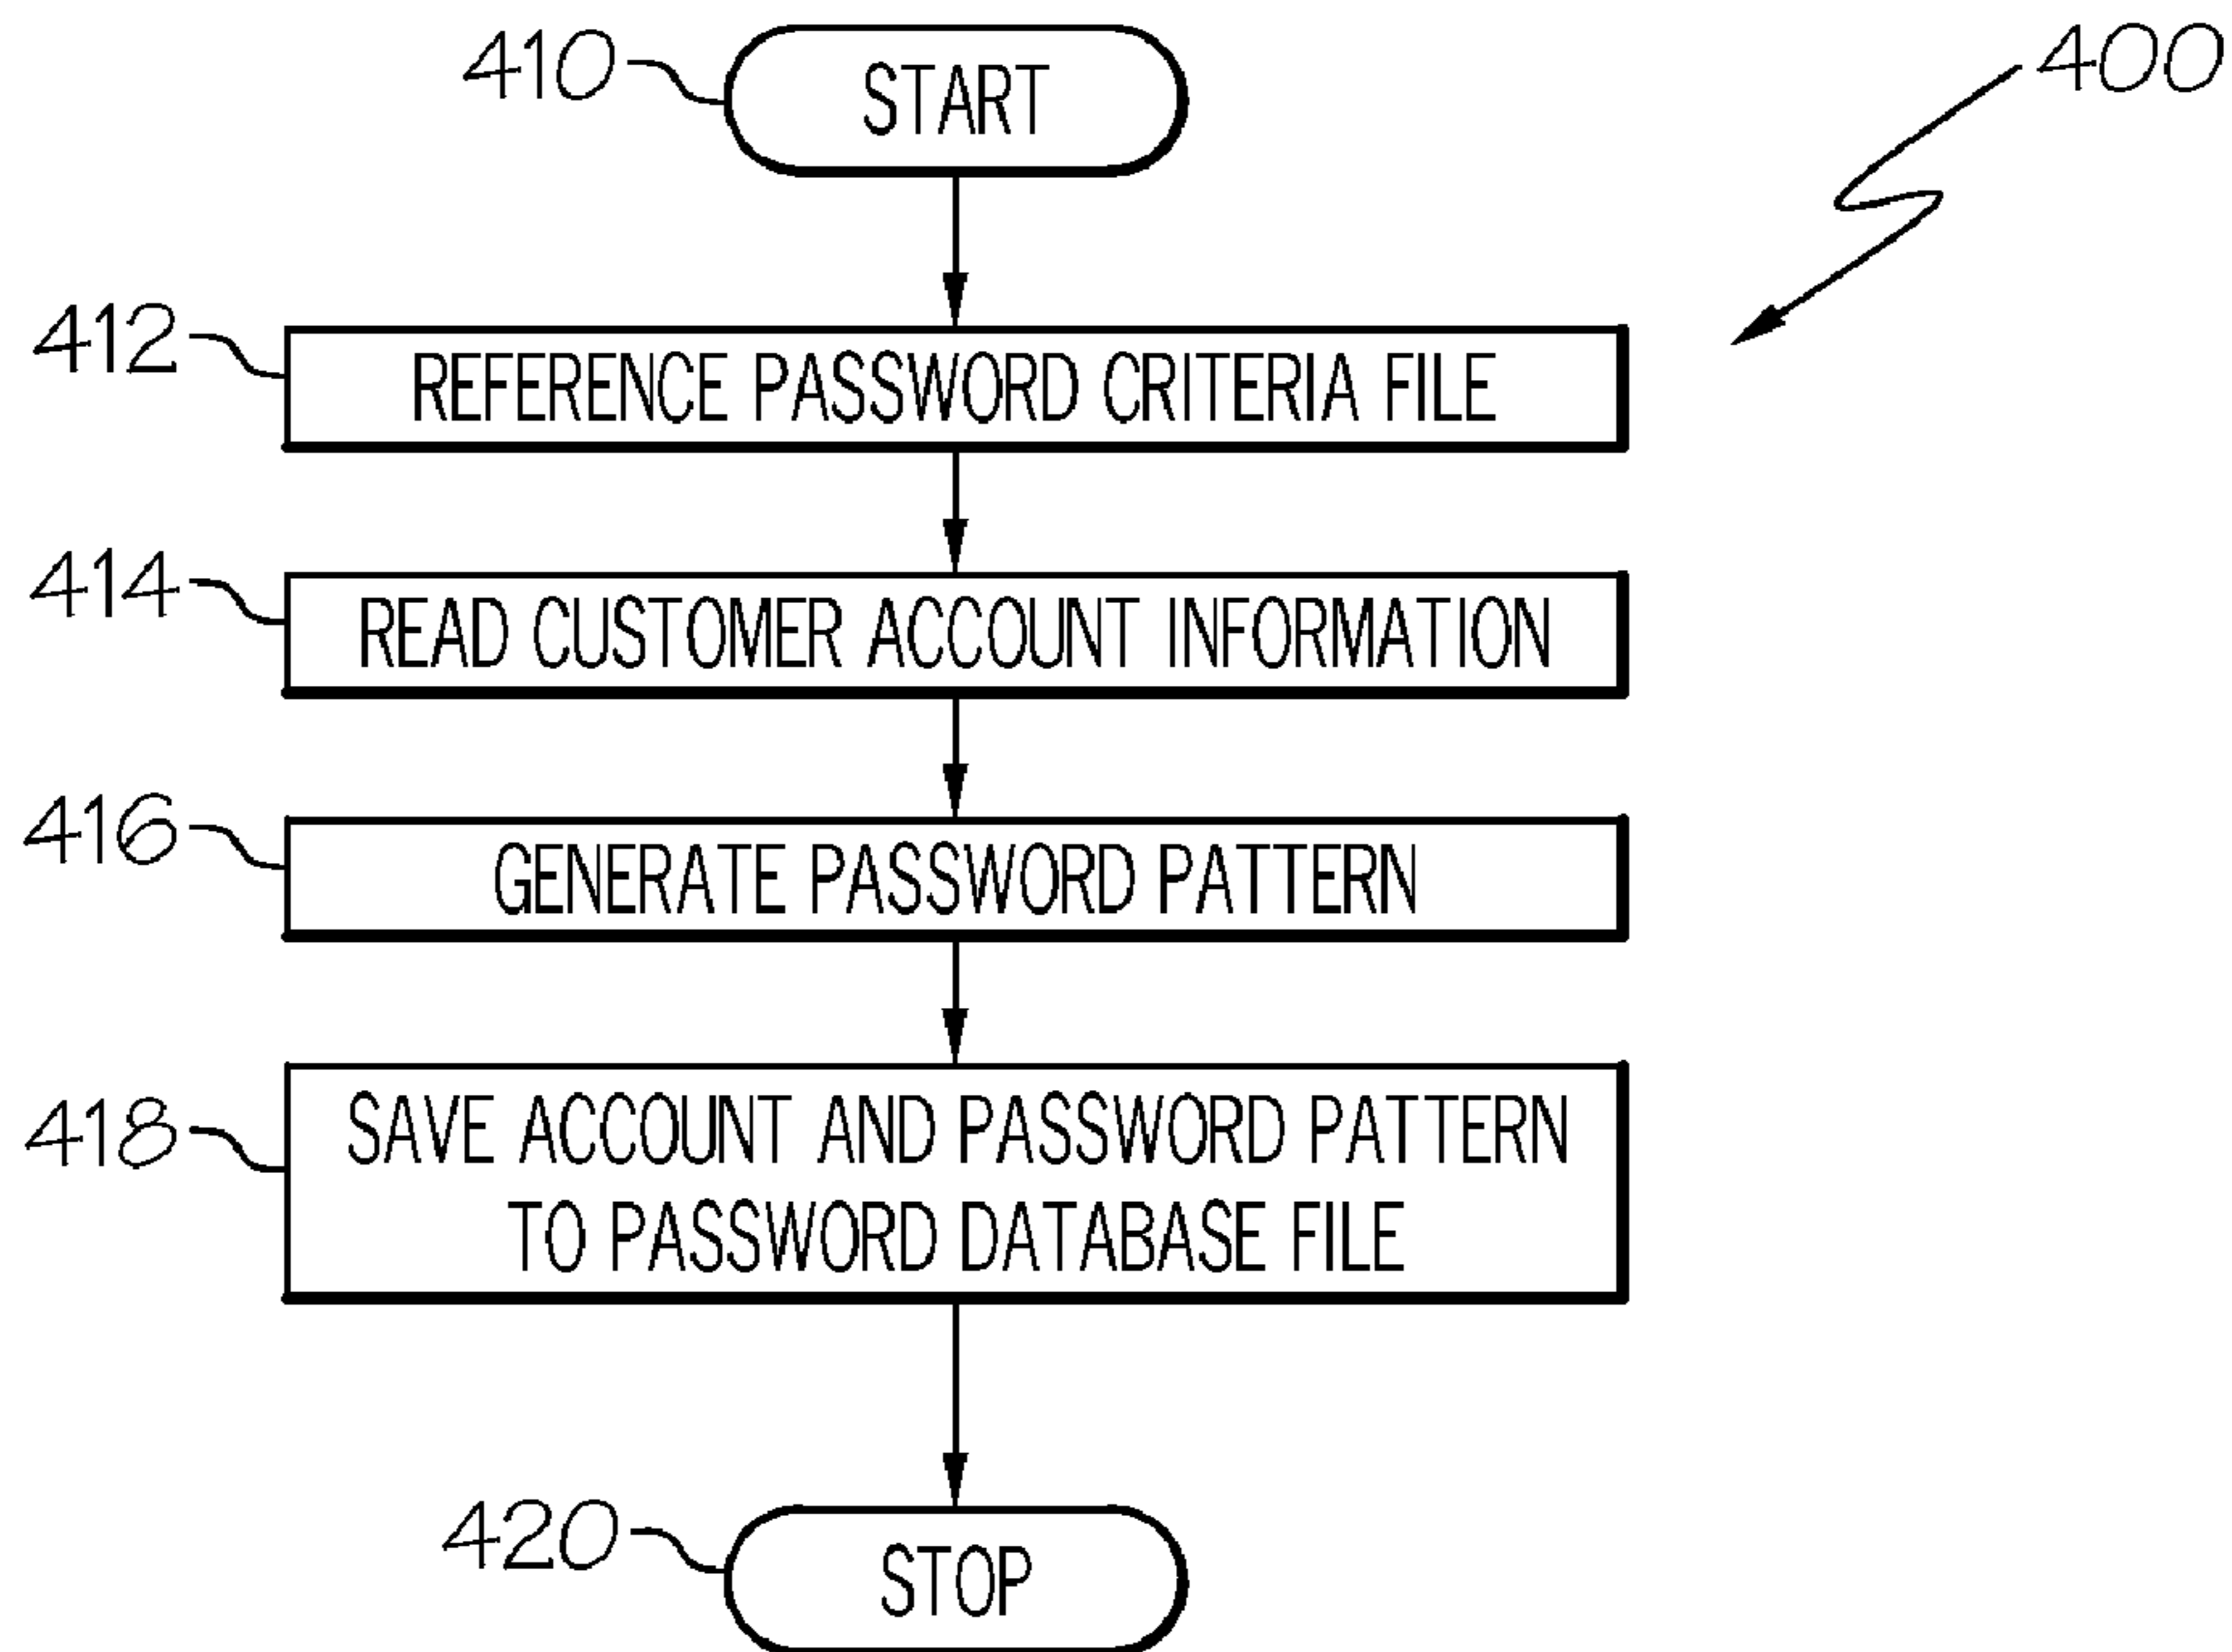 410
START
400
412
REFERENCE PASSWORD CRITERIA FILE
414
READ CUSTOMER ACCOUNT INFORMATION
416
GENERATE PASSWORD PATTERN
418
SAVE ACCOUNT AND PASSWORD PATTERN
TO PASSWORD DATABASE FILE
420
STOP